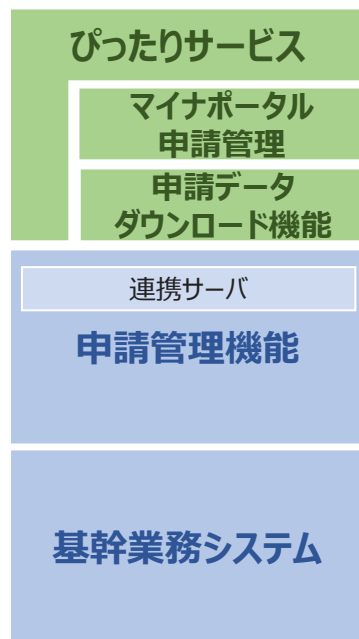 ぴったりサービス
マイナポータル
申請管理
申請データ
ダウンロード機能
連携サーバ
申請管理機能
基幹業務システム